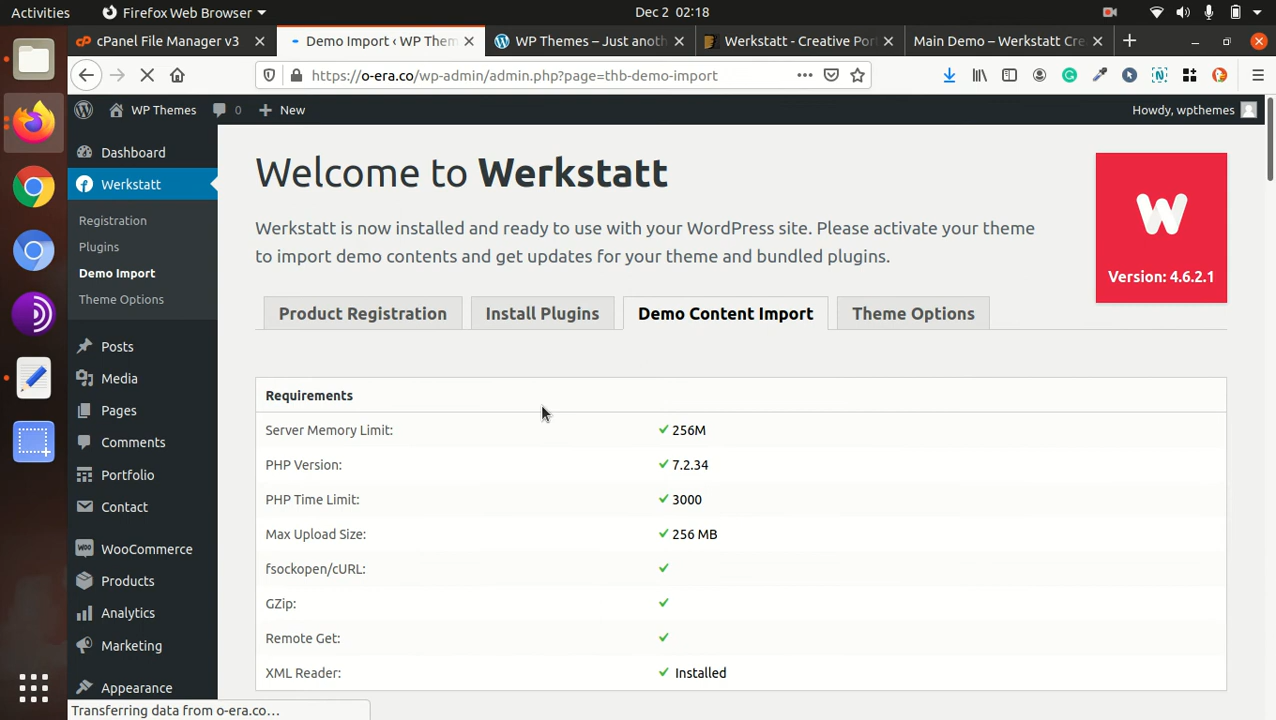 Activities
Firefox Web Browser
Dec 2 02:18
cPanel File Manager v3
Demo Import ‹ WP Them
WP Themes – Just anoth
Werkstatt - Creative Por
Main Demo – Werkstatt Cre
https://o-era.co/wp-admin/admin.php?page=thb-demo-import
WP Themes
0
New
Howdy, wpthemes
Dashboard
Werkstatt
Registration
Plugins
Demo Import
Theme Options
Posts
Media
Pages
Comments
Portfolio
Contact
WooCommerce
Products
Analytics
Marketing
Appearance
Welcome to Werkstatt
Werkstatt is now installed and ready to use with your WordPress site. Please activate your theme
to import demo contents and get updates for your theme and bundled plugins.
W
Version: 4.6.2.1
Product Registration
Install Plugins
Demo Content Import
Theme Options
Requirements
Server Memory Limit: 256M
PHP Version: 7.2.34
PHP Time Limit: 3000
Max Upload Size: 256 MB
fsockopen/cURL:
GZip:
Remote Get:
XML Reader: Installed
Transferring data from o-era.co…